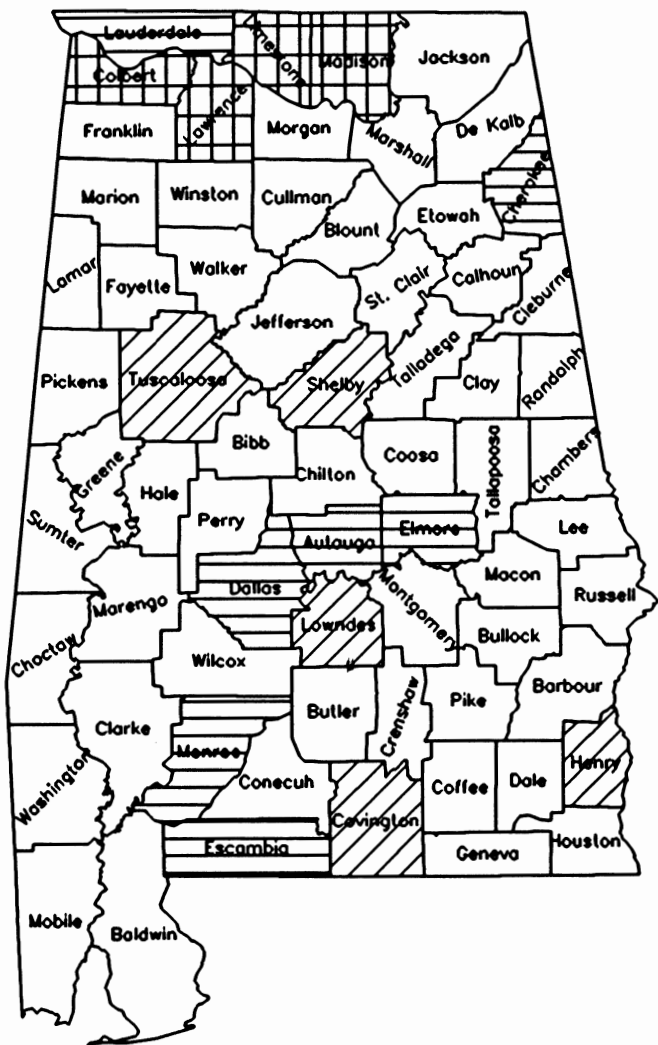 Lauderdale
Limestone
Madison
Jackson
Colbert
Lawrence
Franklin
Morgan
Marshall
De Kalb
Cherokee
Marion
Winston
Cullman
Blount
Etowah
Lamar
Fayette
Walker
St. Clair
Calhoun
Cleburne
Jefferson
Pickens
Tuscaloosa
Shelby
Talladega
Clay
Randolph
Greene
Bibb
Chilton
Coosa
Tallapoosa
Chambers
Hale
Sumter
Perry
Autauga
Elmore
Lee
Marengo
Dallas
Lowndes
Montgomery
Macon
Russell
Choctaw
Wilcox
Bullock
Clarke
Butler
Crenshaw
Pike
Barbour
Washington
Monroe
Conecuh
Covington
Coffee
Dale
Henry
Escambia
Geneva
Houston
Mobile
Baldwin